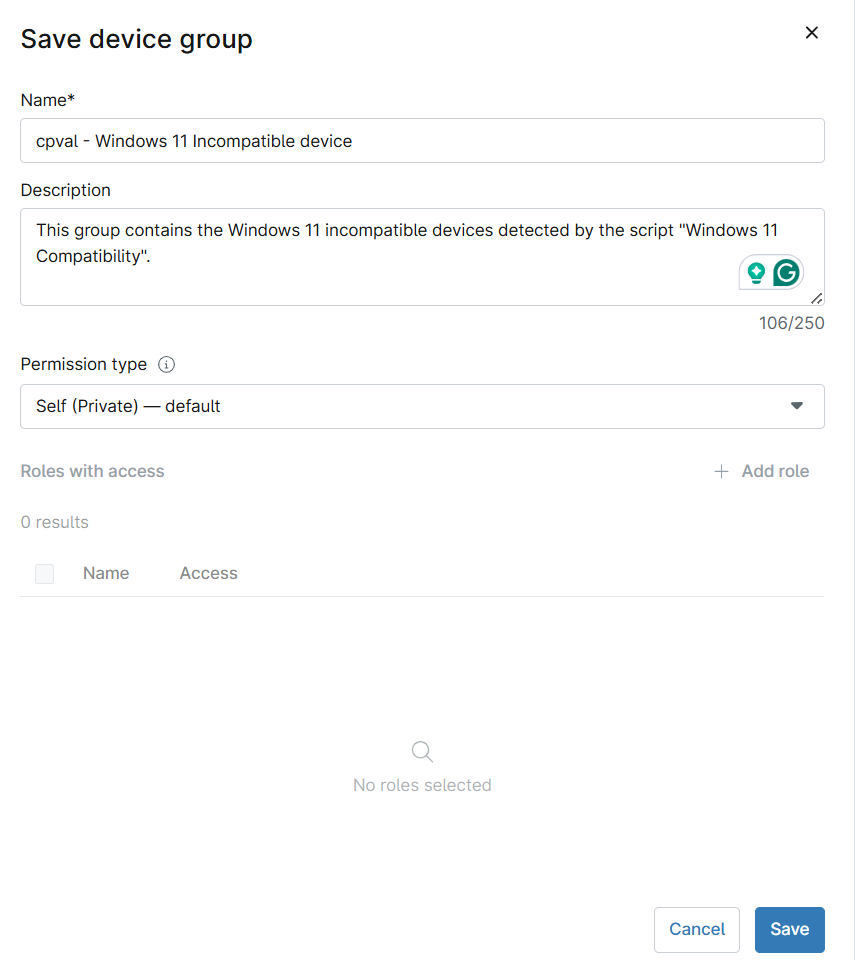 Save device group
Name*
cpval - Windows 11 Incompatible device
Description
This group contains the Windows 11 incompatible devices detected by the script "Windows 11
Compatibility".
106/250
Permission type
Self (Private) — default
Roles with access
Add role
0 results
Name Access
No roles selected
Cancel Save